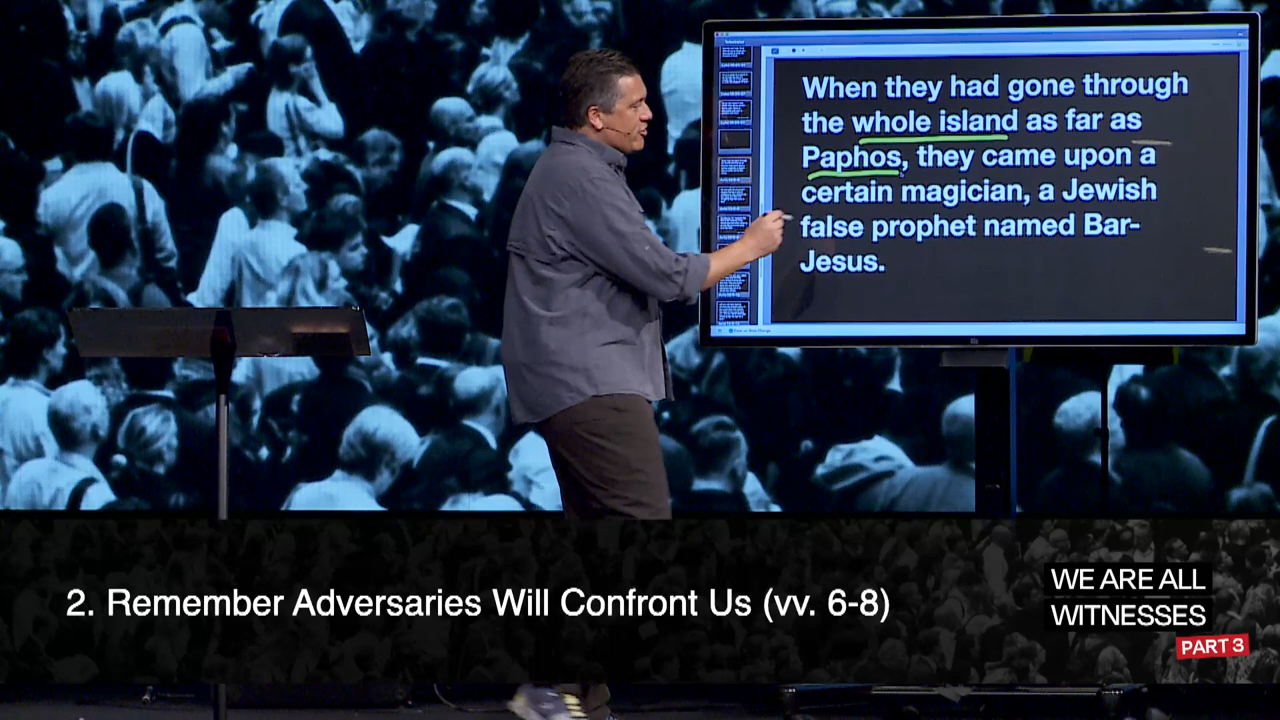 When they had gone through
the whole island as far as
Paphos, they came upon a
certain magician, a Jewish
false prophet named Bar-
Jesus.
2. Remember Adversaries Will Confront Us (vv. 6-8)
WE ARE ALL
WITNESSES
PART 3